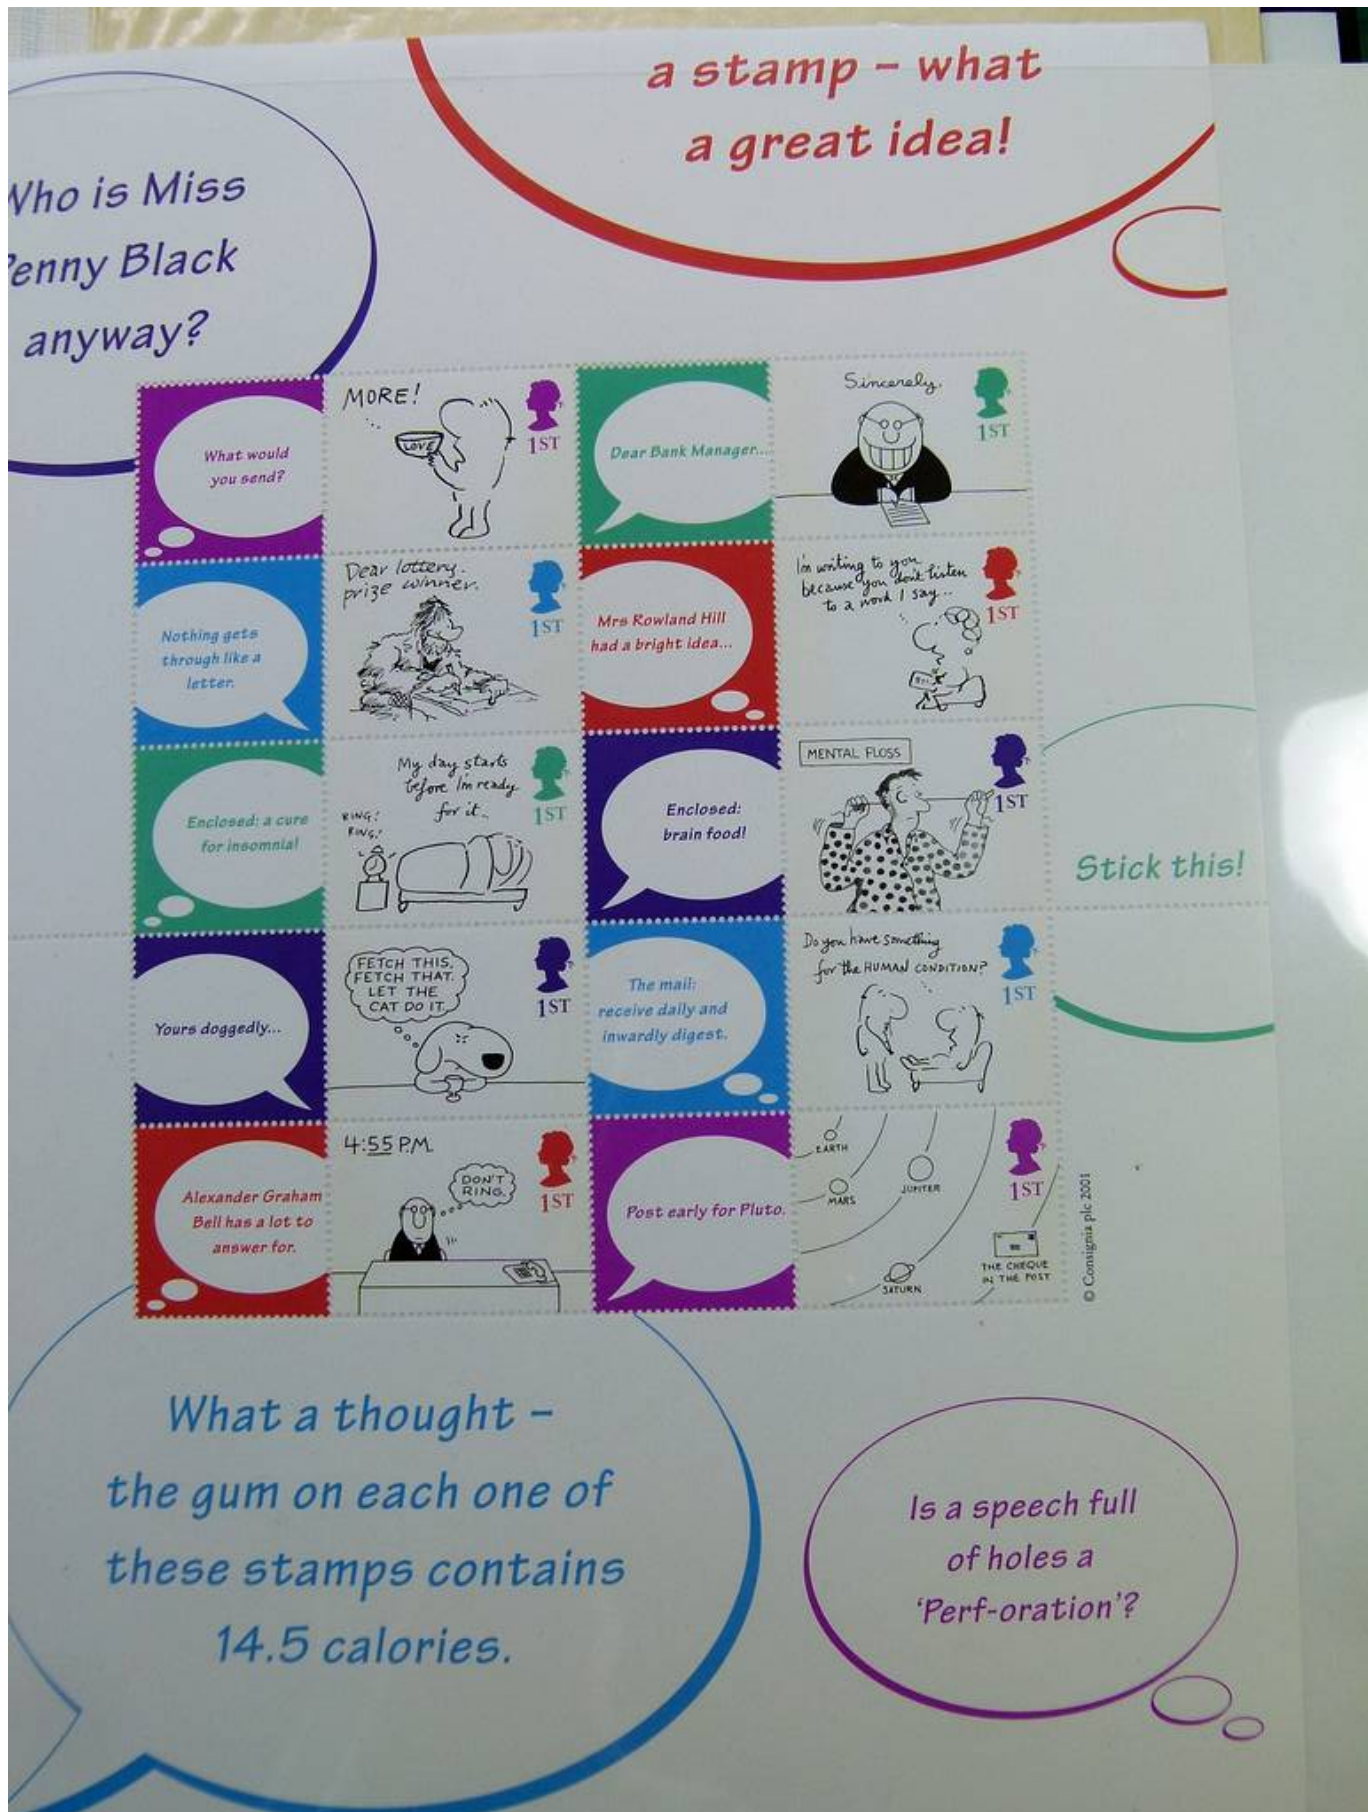 a stamp – what
a great idea!
Who is Miss
Penny Black
anyway?
What would
you send?
MORE!
LOVE
1ST
Dear Bank Manager...
Sincerely,
1ST
Nothing gets
through like a
letter.
Dear lottery
prize winner.
1ST
Mrs Rowland Hill
had a bright idea...
I'm writing to you
because you don't listen
to a word I say...
1ST
Enclosed: a cure
for insomnia!
My day starts
before I'm ready
for it..
RING!
RING!
1ST
Enclosed:
brain food!
MENTAL FLOSS
1ST
Stick this!
Yours doggedly...
FETCH THIS,
FETCH THAT.
LET THE
CAT DO IT.
1ST
The mail:
receive daily and
inwardly digest.
Do you have something
for the HUMAN CONDITION?
1ST
Alexander Graham
Bell has a lot to
answer for.
4:55 P.M.
DON'T
RING.
1ST
Post early for Pluto.
EARTH
MARS
JUPITER
SATURN
1ST
THE CHEQUE
IN THE POST
© Consignia plc 2001
What a thought –
the gum on each one of
these stamps contains
14.5 calories.
Is a speech full
of holes a
'Perf-oration'?